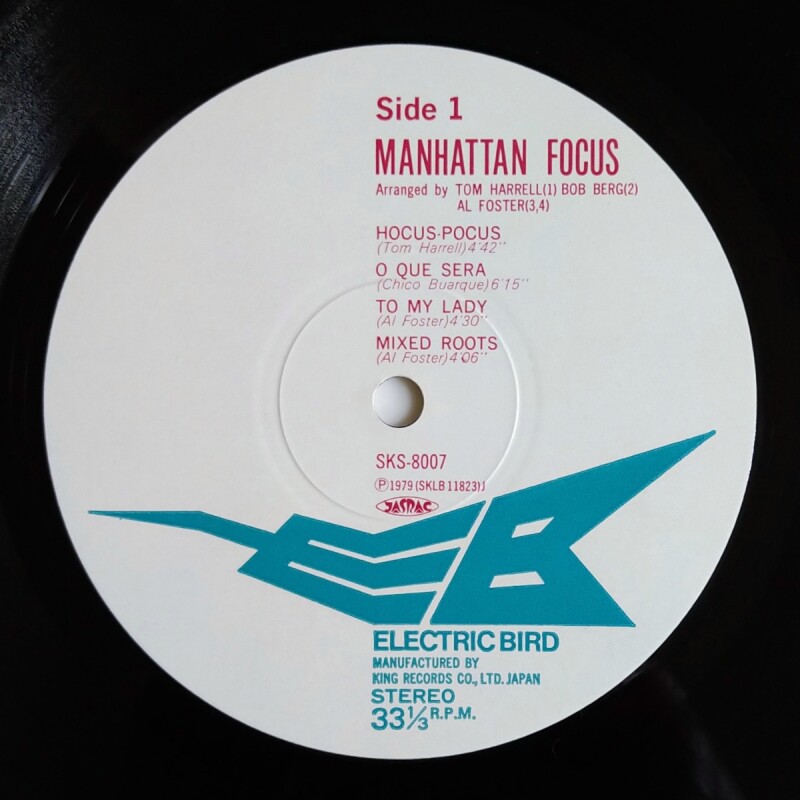 Side 1
MANHATTAN FOCUS
Arranged by TOM HARRELL(1) BOB BERG(2)
AL FOSTER(3,4)
HOCUS-POCUS
(Tom Harrell)4'42"
O QUE SERA
(Chico Buarque)6'15"
TO MY LADY
(Al Foster)4'30"
MIXED ROOTS
(Al Foster)4'06"
SKS-8007
Ⓟ1979(SKLB11823)J
JASRAC
EB
ELECTRIC BIRD
MANUFACTURED BY
KING RECORDS CO., LTD. JAPAN
STEREO
33⅓ R.P.M.